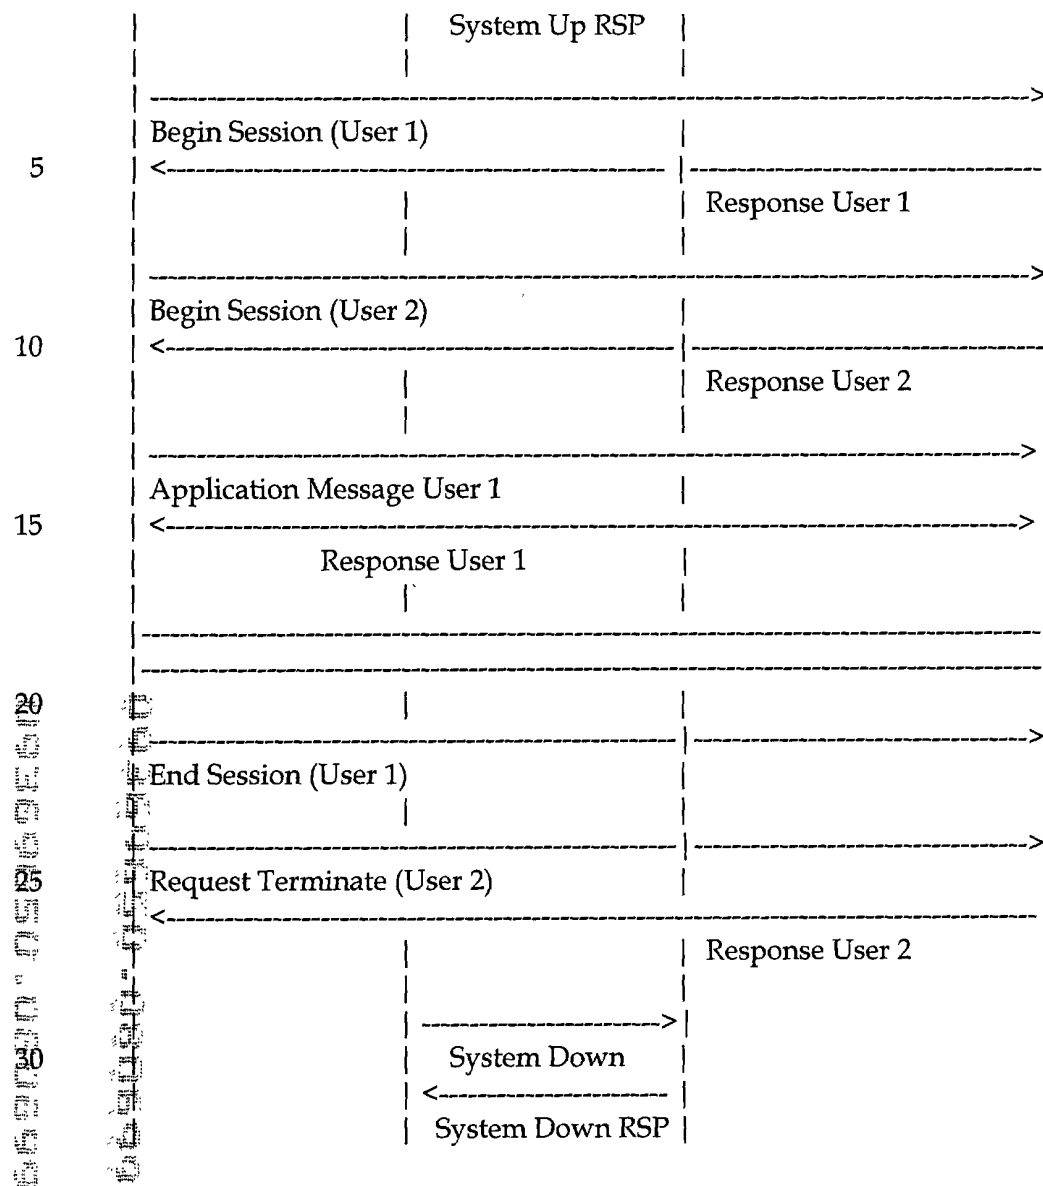 System Up RSP
Begin Session (User 1)
5
Response User 1
Begin Session (User 2)
10
Response User 2
Application Message User 1
15
Response User 1
20
End Session (User 1)
25 Request Terminate (User 2)
Response User 2
30 System Down
System Down RSP